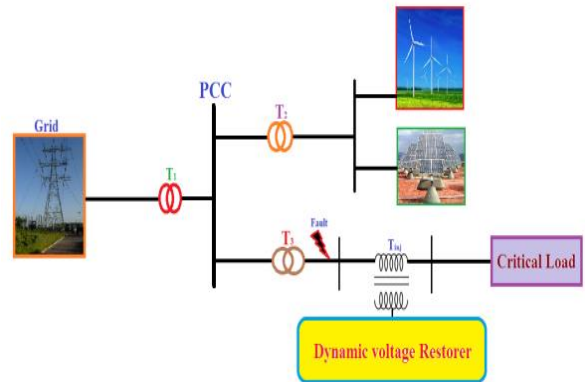 PCC
Grid
T1
T2
T3
Fault
Tinj
Critical Load
Dynamic voltage Restorer